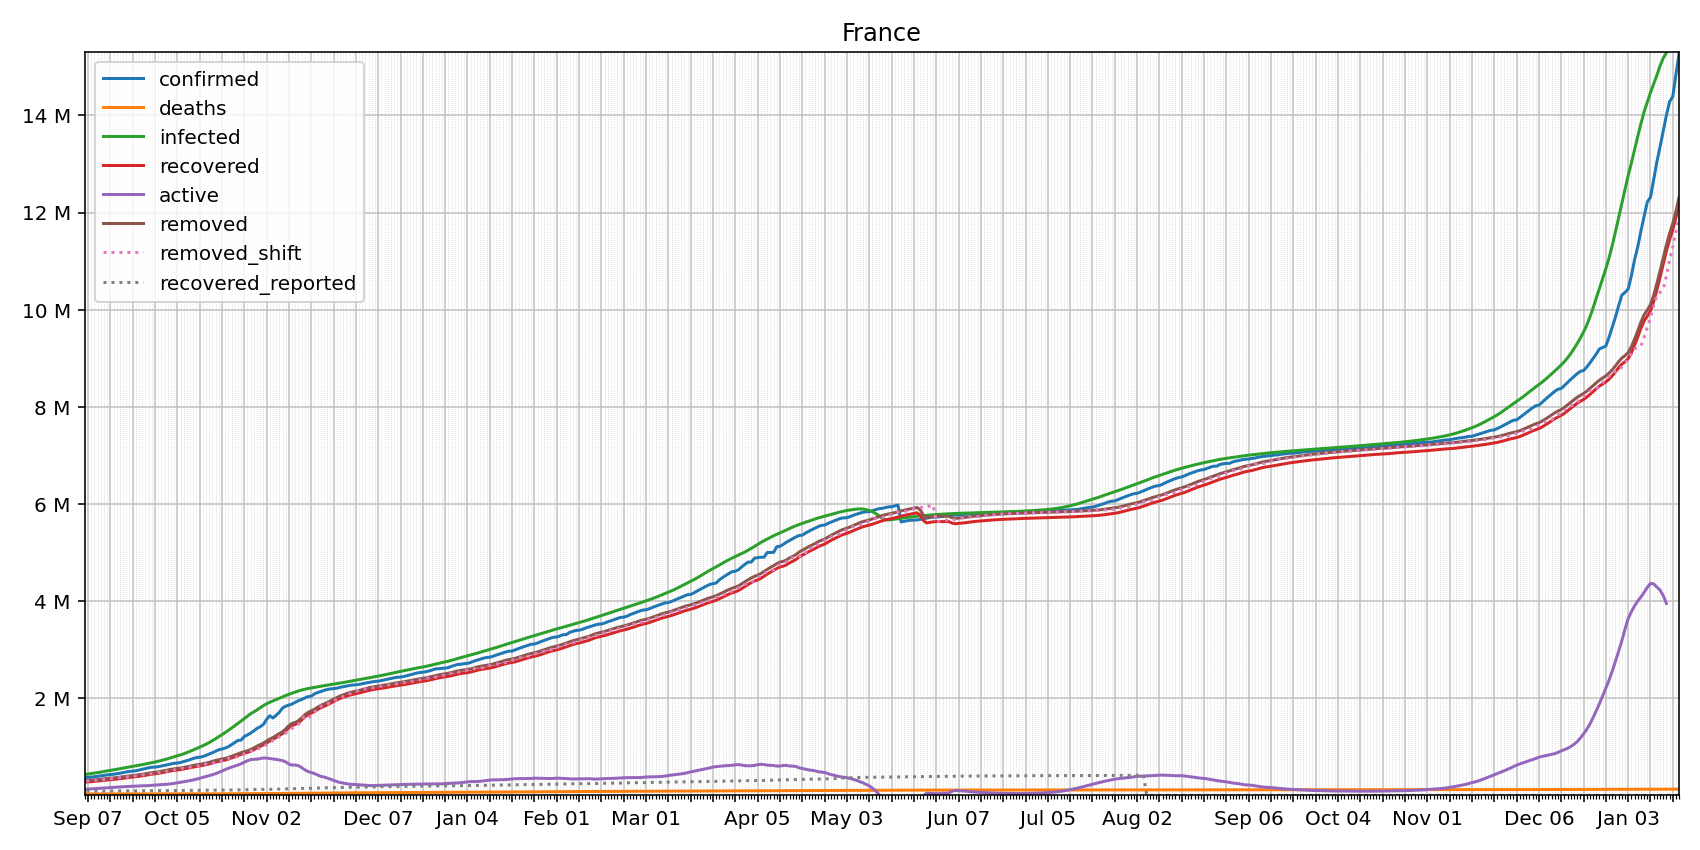 France
confirmed
deaths
infected
recovered
active
removed
removed_shift
recovered_reported
14 M
12 M
10 M
8 M
6 M
4 M
2 M
Sep 07 Oct 05 Nov 02 Dec 07 Jan 04 Feb 01 Mar 01 Apr 05 May 03 Jun 07 Jul 05 Aug 02 Sep 06 Oct 04 Nov 01 Dec 06 Jan 03